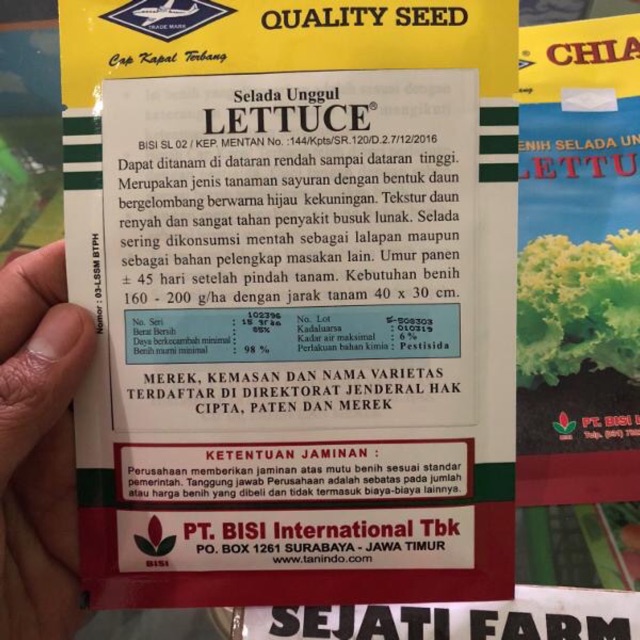 TRADE MARK
QUALITY SEED
Cap Kapal Terbang
Selada Unggul
LETTUCE®
BISI SL 02 / KEP. MENTAN No. :144/Kpts/SR.120/D.2.7/12/2016
Dapat ditanam di dataran rendah sampai dataran tinggi.
Merupakan jenis tanaman sayuran dengan bentuk daun
bergelombang berwarna hijau kekuningan. Tekstur daun
renyah dan sangat tahan penyakit busuk lunak. Selada
sering dikonsumsi mentah sebagai lalapan maupun
sebagai bahan pelengkap masakan lain. Umur panen
± 45 hari setelah pindah tanam. Kebutuhan benih
160 - 200 g/ha dengan jarak tanam 40 x 30 cm.
No. Seri : 102396
Berat Bersih : 15 gram
Daya berkecambah minimal : 85%
Benih murni minimal : 98 %
No. Lot :
Kadaluarsa : 010319
Kadar air maksimal : 6 %
Perlakuan bahan kimia : Pestisida
MEREK, KEMASAN DAN NAMA VARIETAS
TERDAFTAR DI DIREKTORAT JENDERAL HAK
CIPTA, PATEN DAN MEREK
KETENTUAN JAMINAN :
Perusahaan memberikan jaminan atas mutu benih sesuai standar
pemerintah. Tanggung jawab Perusahaan adalah sebatas pada jumlah
atau harga benih yang dibeli dan tidak termasuk biaya-biaya lainnya.
BISI
PT. BISI International Tbk
PO. BOX 1261 SURABAYA - JAWA TIMUR
www.tanindo.com
Nomor : 03-LSSM BTPH
CHIA
ENIH SELADA UN
LETTU
BISI
PT. BISI I
SEJATI FARM